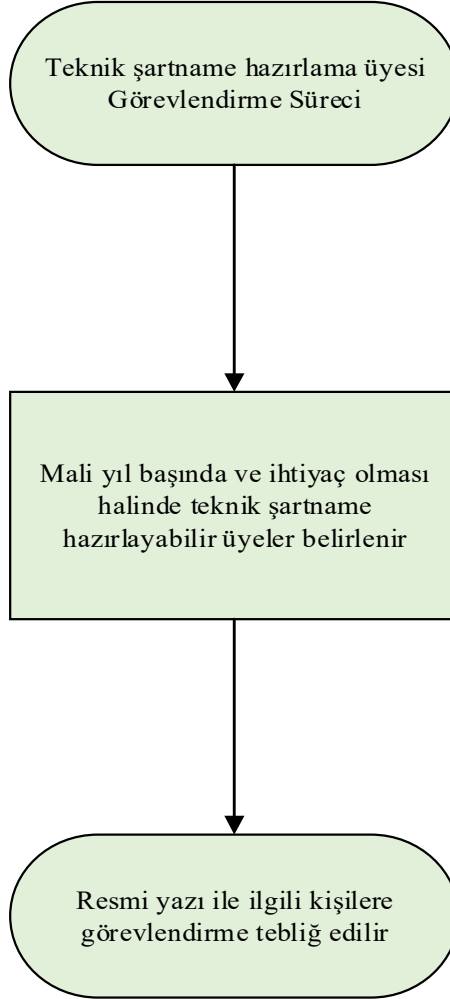 Teknik şartname hazırlama üyesi
Görevlendirme Süreci
Mali yıl başında ve ihtiyaç olması
halinde teknik şartname
hazırlayabilir üyeler belirlenir
Resmi yazı ile ilgili kişilere
görevlendirme tebliğ edilir